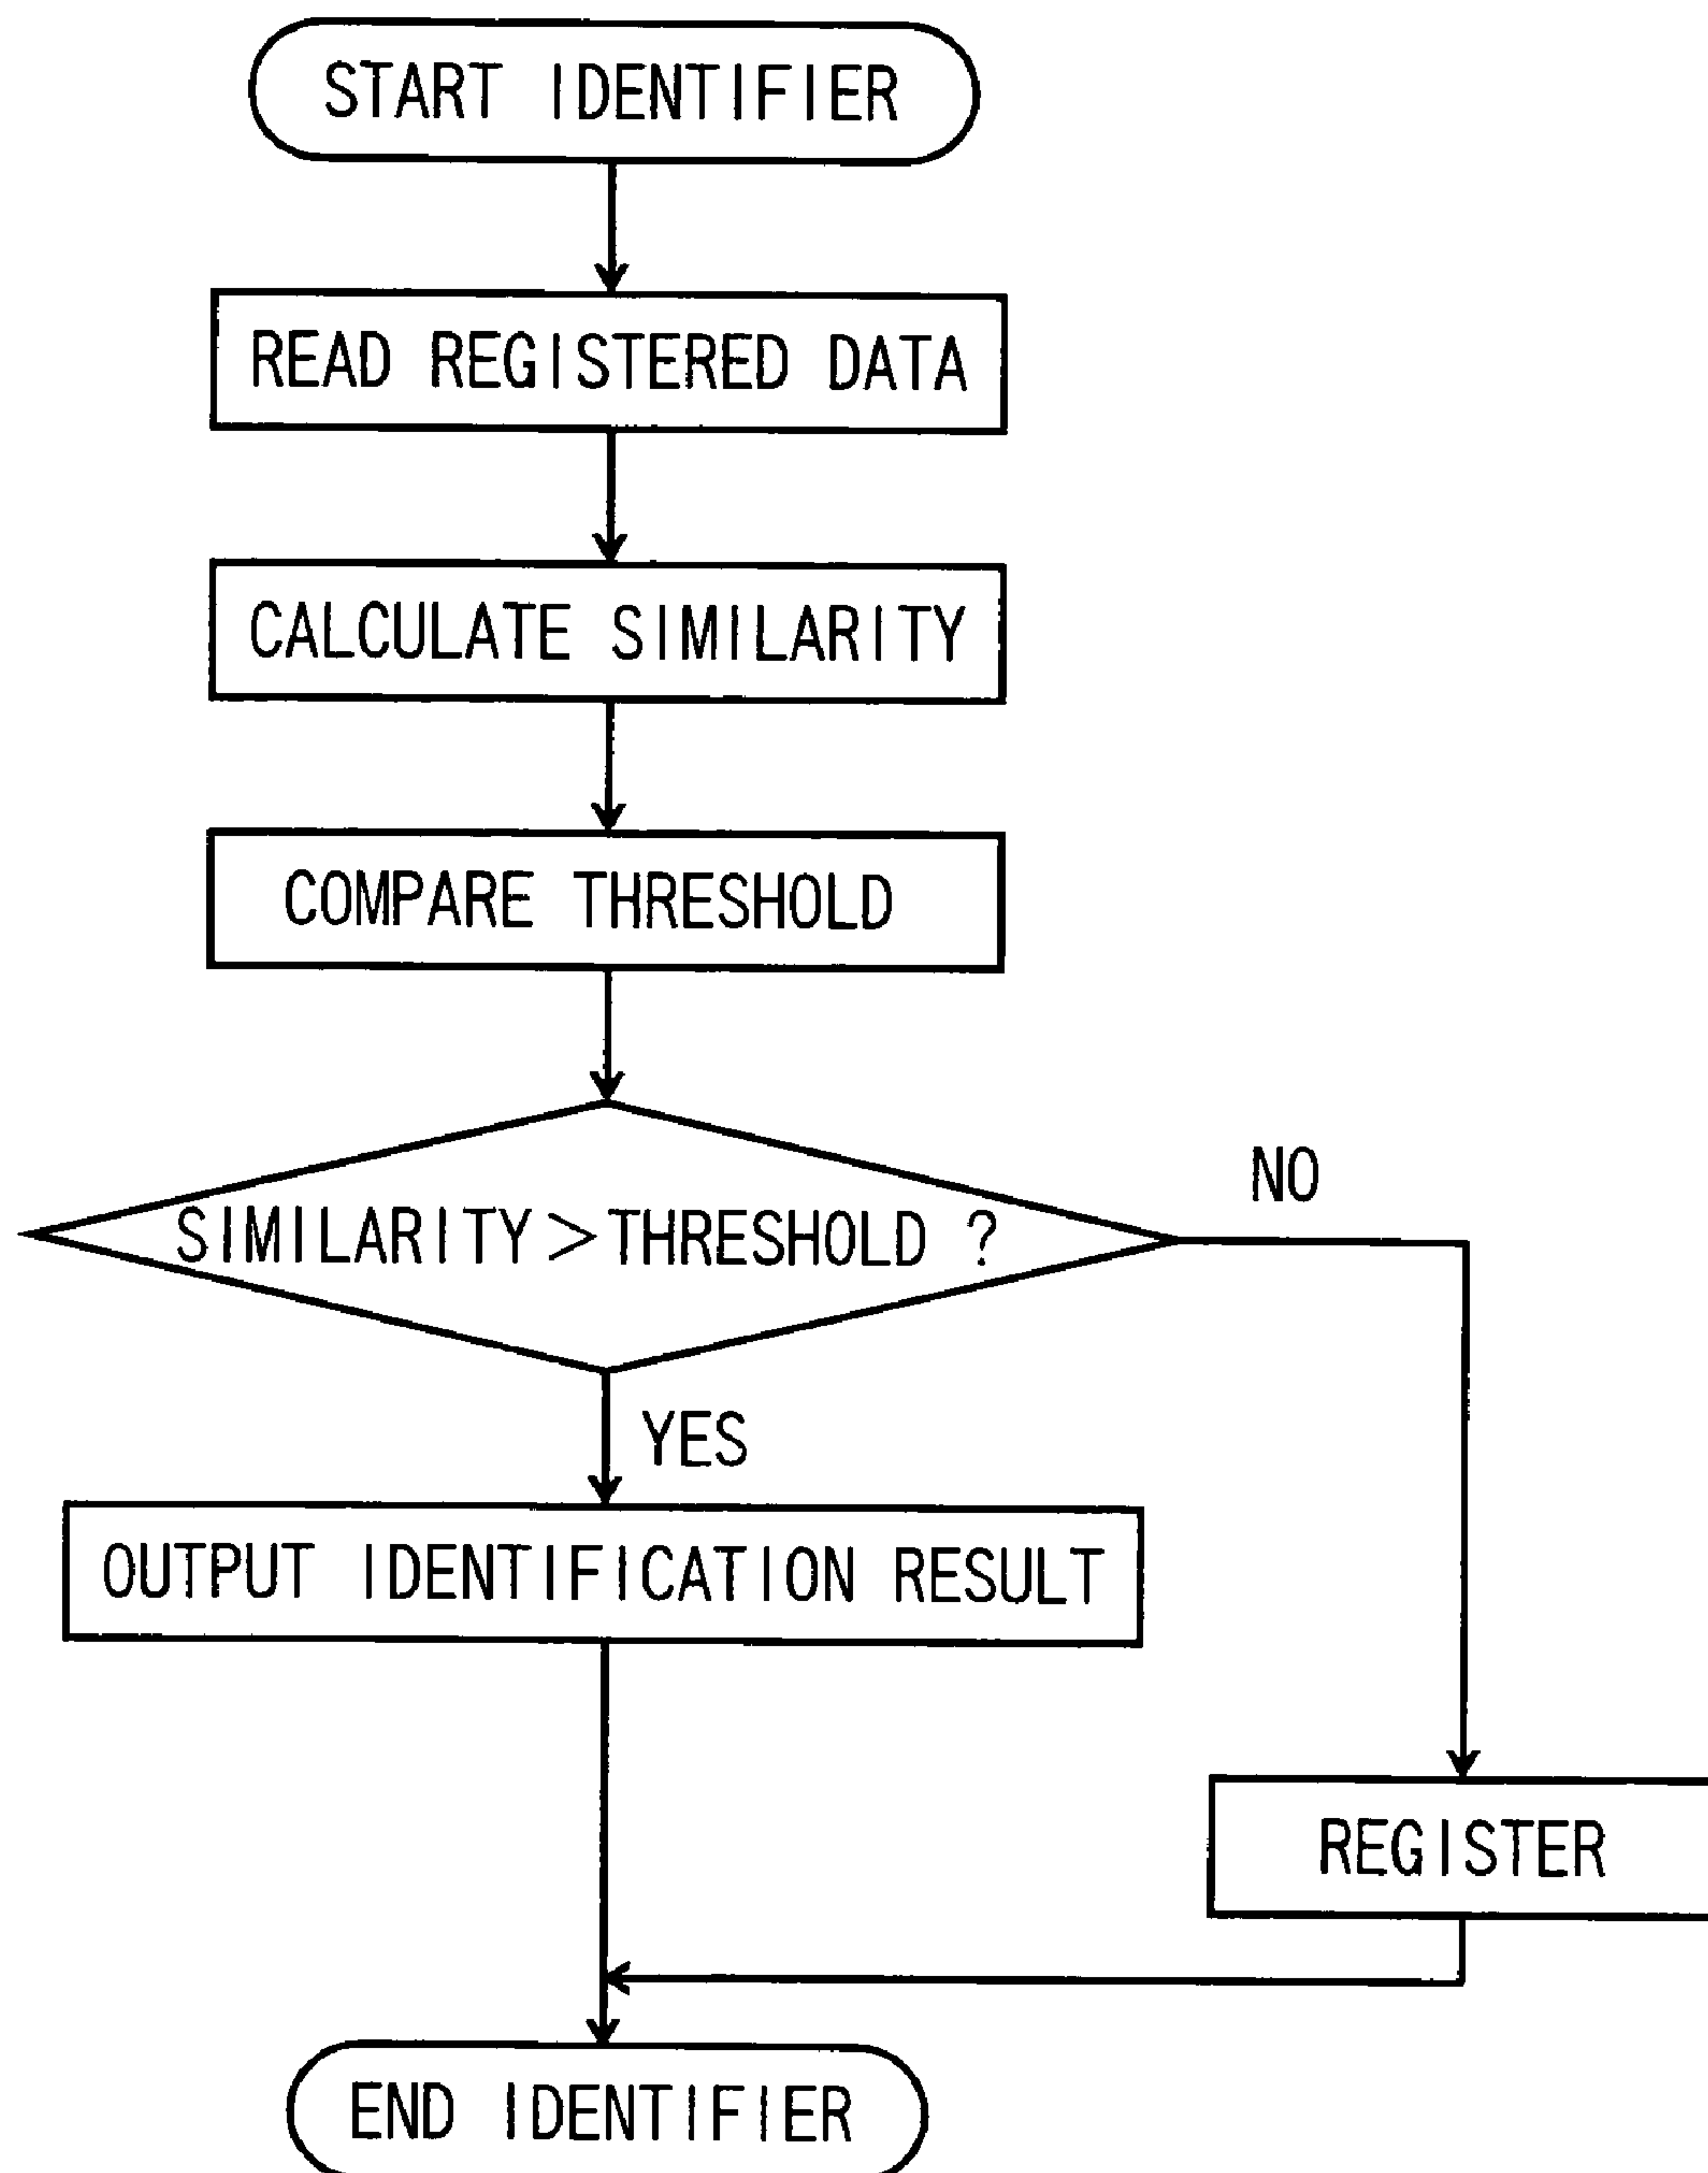 START IDENTIFIER
READ REGISTERED DATA
CALCULATE SIMILARITY
COMPARE THRESHOLD
SIMILARITY>THRESHOLD ?
NO
YES
OUTPUT IDENTIFICATION RESULT
REGISTER
END IDENTIFIER